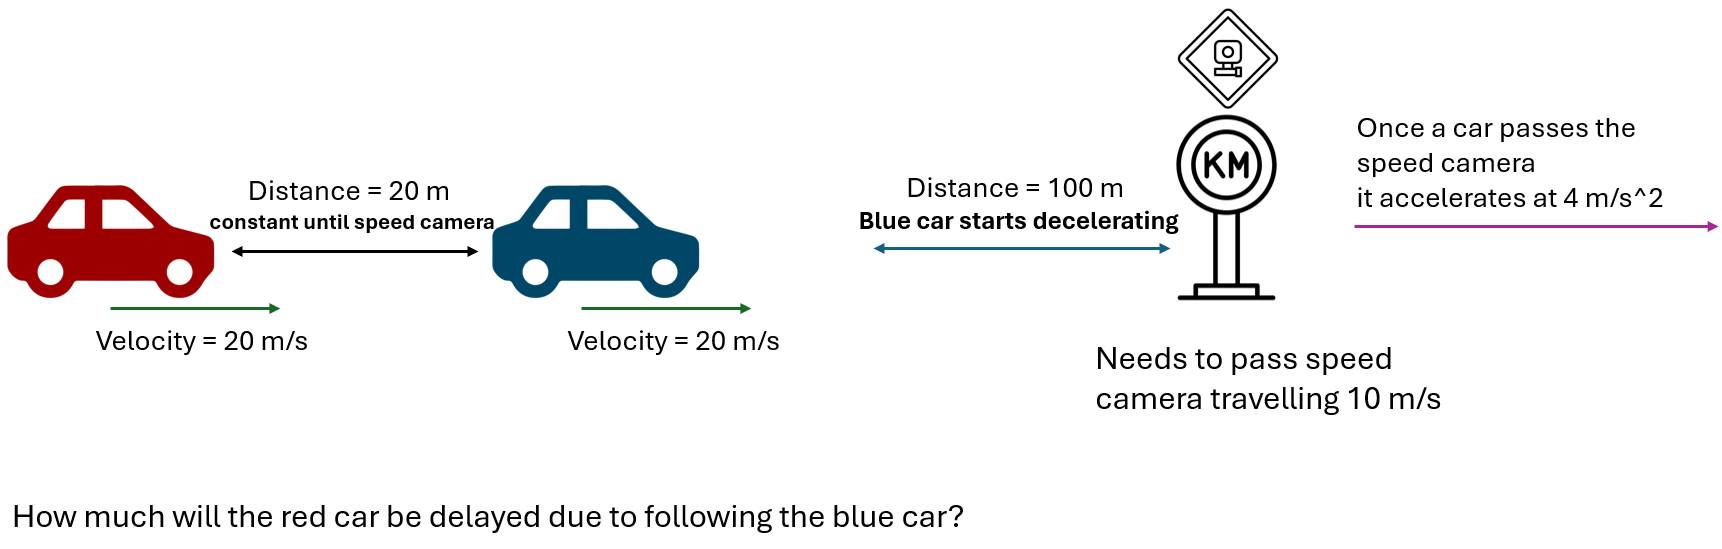 Distance = 20 m
constant until speed camera
Velocity = 20 m/s
Velocity = 20 m/s
Distance = 100 m
Blue car starts decelerating
KM
Once a car passes the
speed camera
it accelerates at 4 m/s^2
Needs to pass speed
camera travelling 10 m/s
How much will the red car be delayed due to following the blue car?